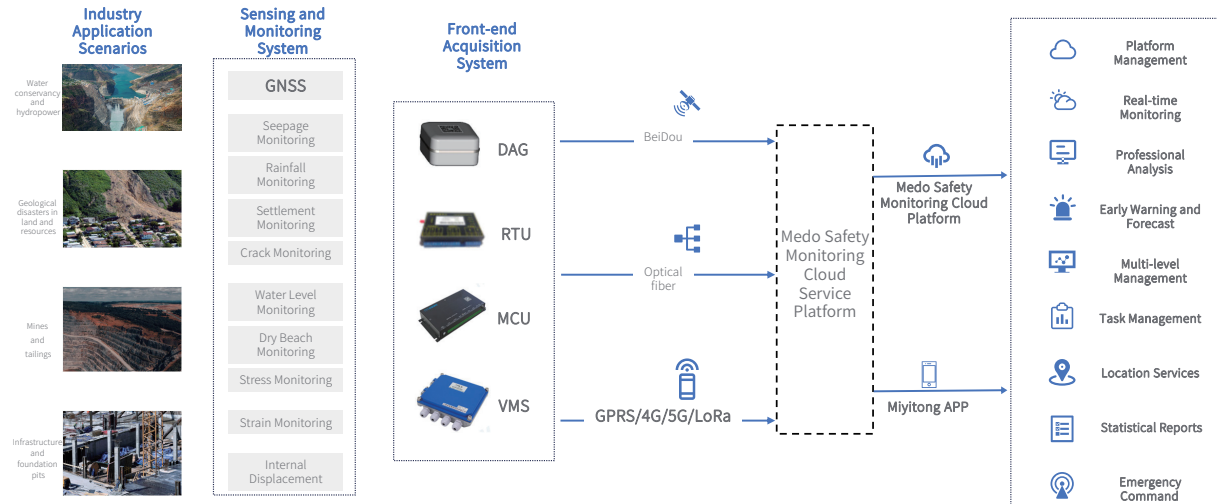 Industry
Application
Scenarios
Water
conservancy
and
hydropower
Geological
disasters in
land and
resources
Mines
and
tailings
Infrastructure
and
foundation
pits
Sensing and
Monitoring
System
GNSS
Seepage
Monitoring
Rainfall
Monitoring
Settlement
Monitoring
Crack Monitoring
Water Level
Monitoring
Dry Beach
Monitoring
Stress Monitoring
Strain Monitoring
Internal
Displacement
Front-end
Acquisition
System
DAG
RTU
MCU
VMS
BeiDou
Optical
fiber
GPRS/4G/5G/LoRa
Medo Safety
Monitoring
Cloud
Service
Platform
Medo Safety
Monitoring Cloud
Platform
Miyitong APP
Platform
Management
Real-time
Monitoring
Professional
Analysis
Early Warning and
Forecast
Multi-level
Management
Task Management
Location Services
Statistical Reports
Emergency
Command